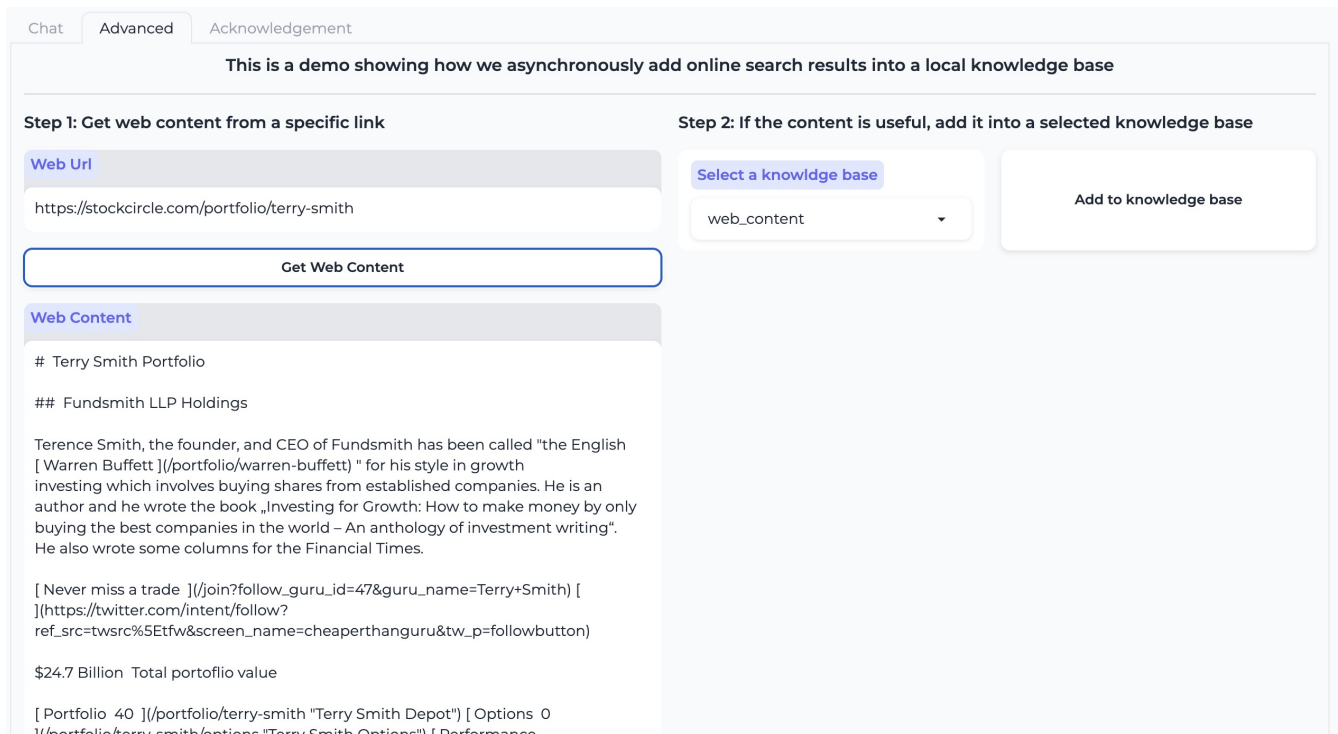 Chat Advanced Acknowledgement
This is a demo showing how we asynchronously add online search results into a local knowledge base
Step 1: Get web content from a specific link
Web Url
https://stockcircle.com/portfolio/terry-smith
Get Web Content
Web Content
# Terry Smith Portfolio
## Fundsmith LLP Holdings
Terence Smith, the founder, and CEO of Fundsmith has been called "the English
[ Warren Buffett ](/portfolio/warren-buffett) " for his style in growth
investing which involves buying shares from established companies. He is an
author and he wrote the book „Investing for Growth: How to make money by only
buying the best companies in the world – An anthology of investment writing“.
He also wrote some columns for the Financial Times.
[ Never miss a trade ](/join?follow_guru_id=47&guru_name=Terry+Smith) [
](https://twitter.com/intent/follow?
ref_src=twsrc%5Etfw&screen_name=cheaperthanguru&tw_p=followbutton)
$24.7 Billion Total portoflio value
[ Portfolio 40 ](/portfolio/terry-smith "Terry Smith Depot") [ Options 0
](/portfolio/terry-smith/options "Terry Smith Options") [ Performance
Step 2: If the content is useful, add it into a selected knowledge base
Select a knowldge base
web_content
Add to knowledge base